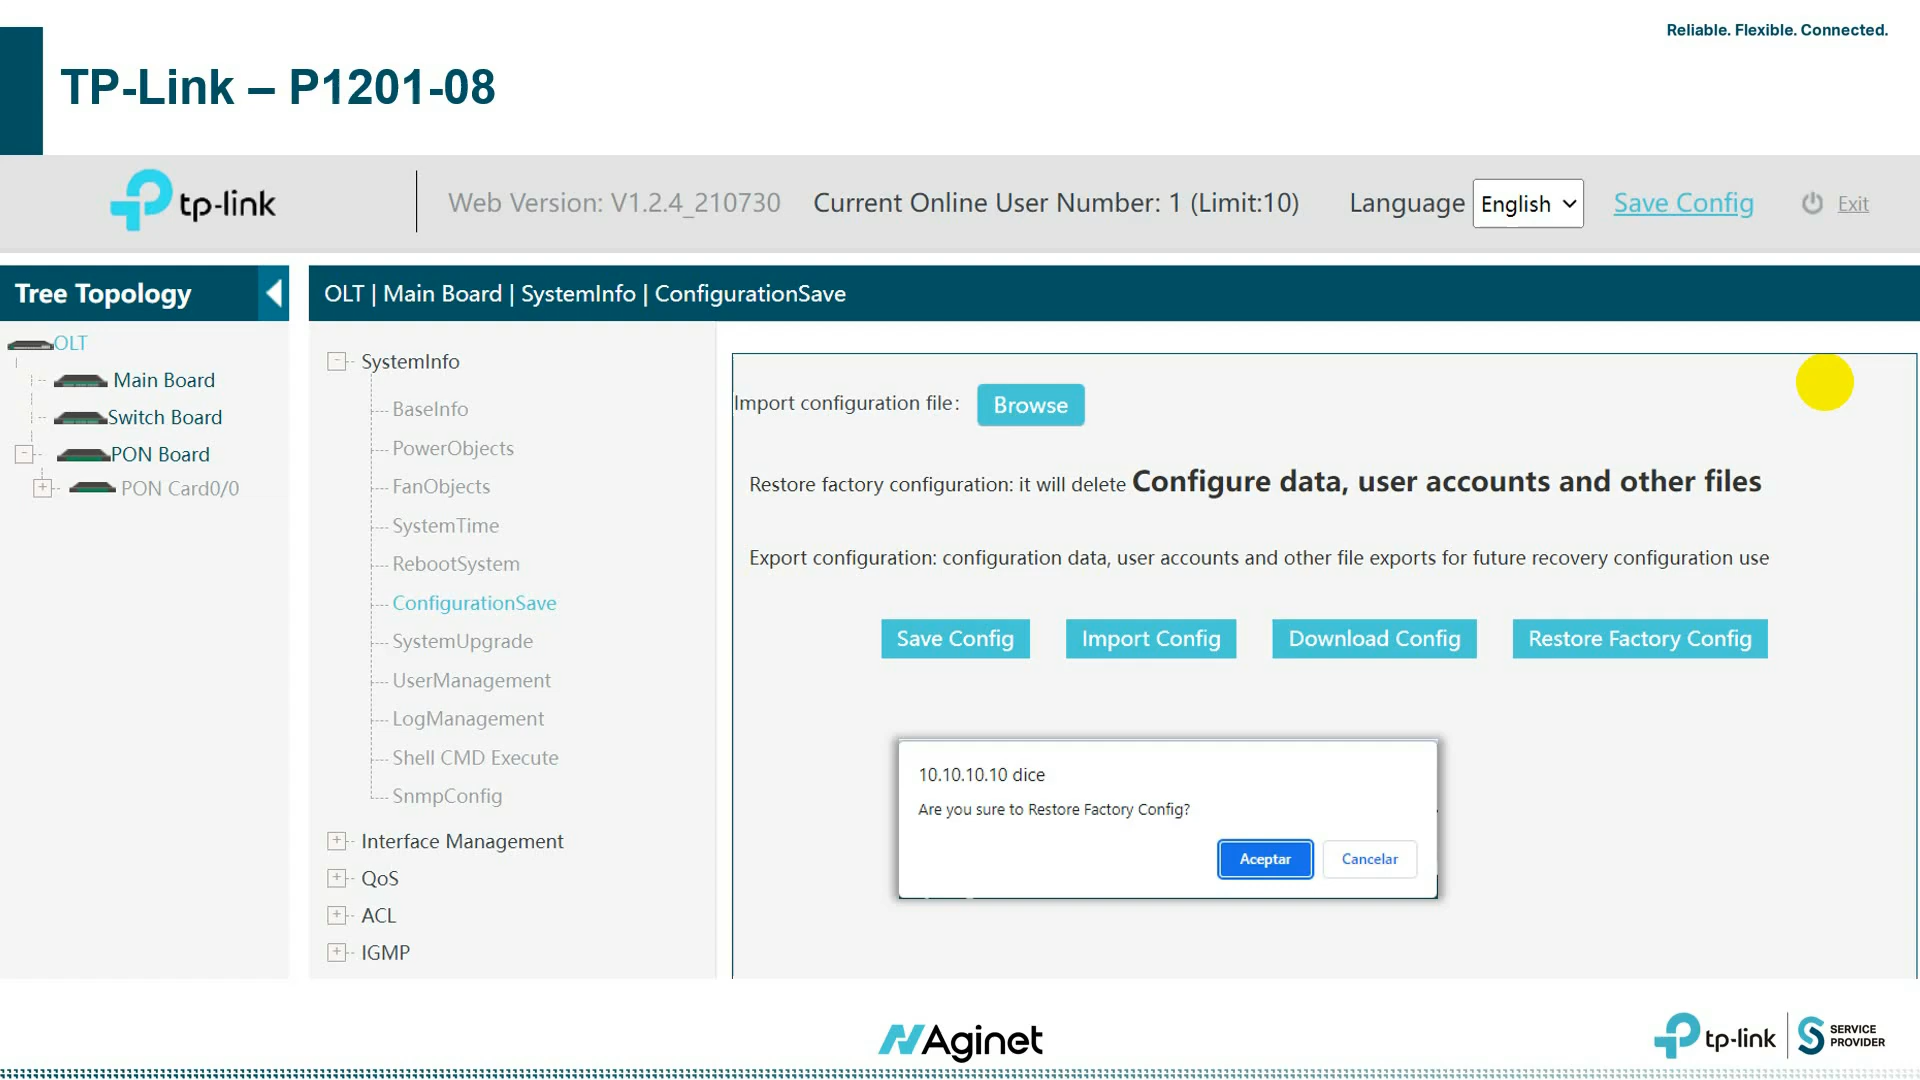 Reliable. Flexible. Connected.
TP-Link – P1201-08
tp-link
Web Version: V1.2.4_210730
Current Online User Number: 1 (Limit:10)
Language
English
Save Config
Exit
Tree Topology
OLT
Main Board
Switch Board
PON Board
PON Card0/0
OLT | Main Board | SystemInfo | ConfigurationSave
SystemInfo
BaseInfo
PowerObjects
FanObjects
SystemTime
RebootSystem
ConfigurationSave
SystemUpgrade
UserManagement
LogManagement
Shell CMD Execute
SnmpConfig
Interface Management
QoS
ACL
IGMP
Import configuration file:
Browse
Restore factory configuration: it will delete Configure data, user accounts and other files
Export configuration: configuration data, user accounts and other file exports for future recovery configuration use
Save Config
Import Config
Download Config
Restore Factory Config
10.10.10.10 dice
Are you sure to Restore Factory Config?
Aceptar
Cancelar
Aginet
tp-link
SERVICE
PROVIDER